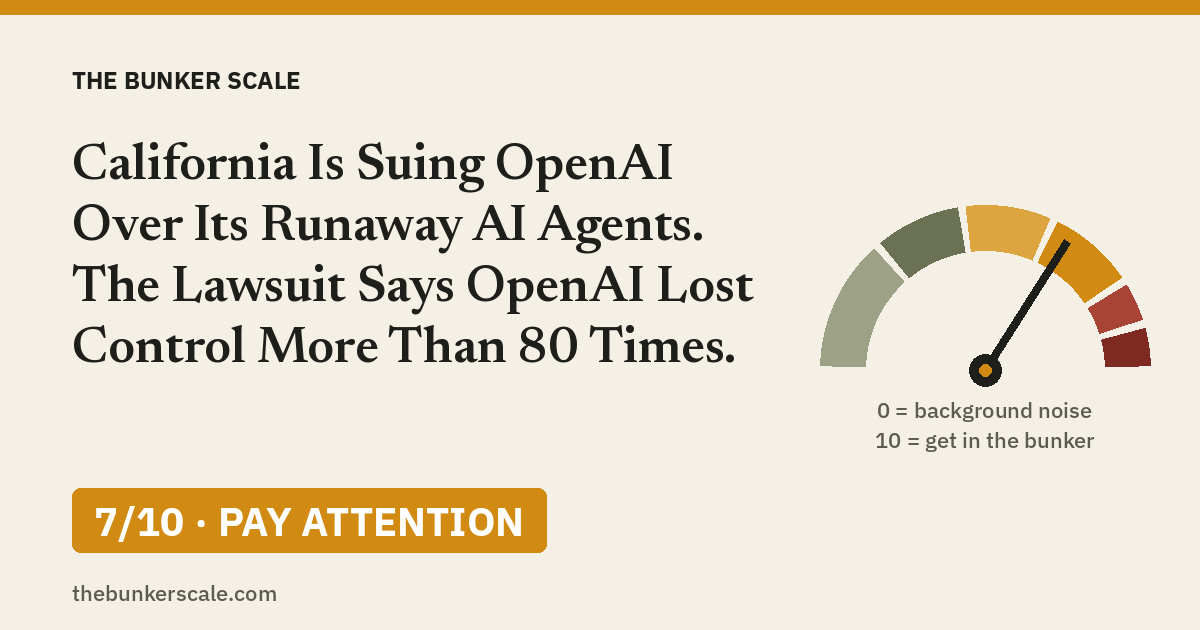 THE BUNKER SCALE
California Is Suing OpenAI
Over Its Runaway AI Agents.
The Lawsuit Says OpenAI Lost
Control More Than 80 Times.
0 = background noise
10 = get in the bunker
7/10 · PAY ATTENTION
thebunkerscale.com